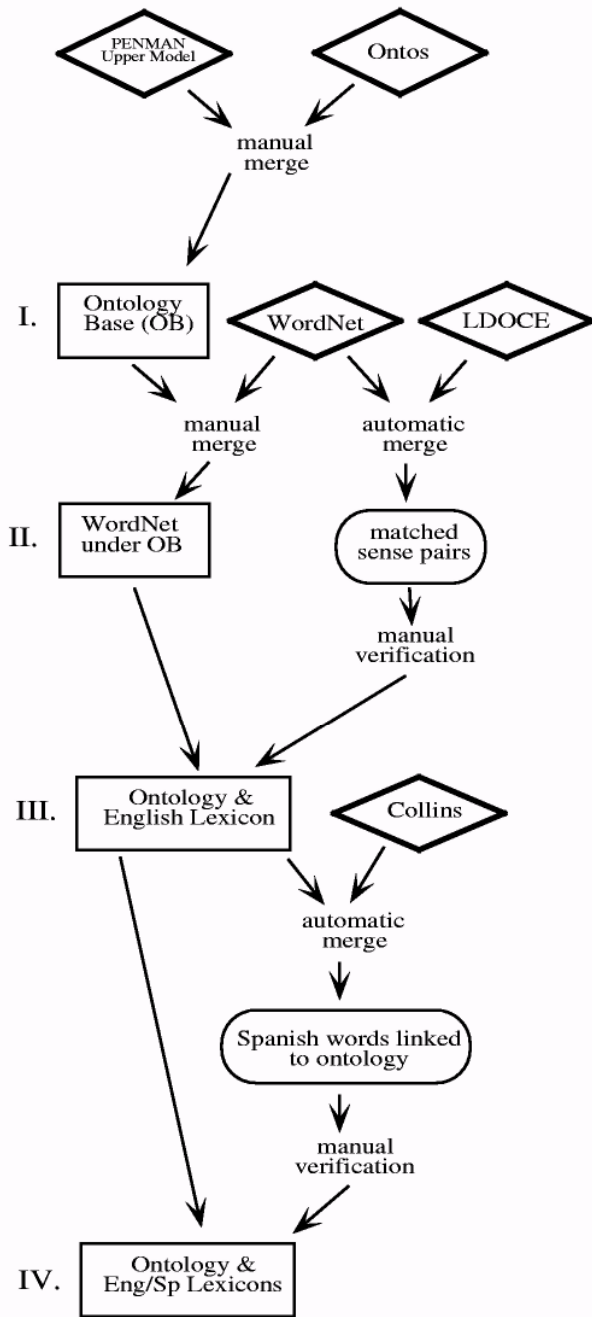 PENMAN
Upper Model
Ontos
manual
merge
I.
Ontology
Base (OB)
WordNet
LDOCE
manual
merge
automatic
merge
II.
WordNet
under OB
matched
sense pairs
manual
verification
III.
Ontology &
English Lexicon
Collins
automatic
merge
Spanish words linked
to ontology
manual
verification
IV.
Ontology &
Eng/Sp Lexicons